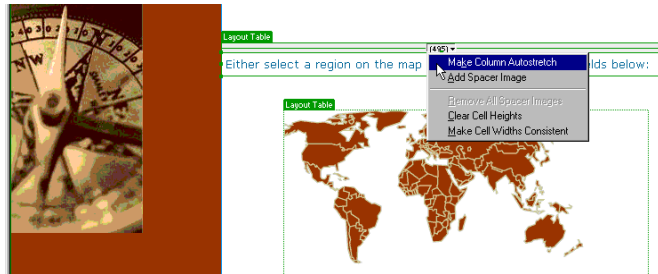 Layout Table
(495)
Either select a region on the map
lds below:
Make Column Autostretch
Add Spacer Image
Remove All Spacer Images
Clear Cell Heights
Make Cell Widths Consistent
Layout Table